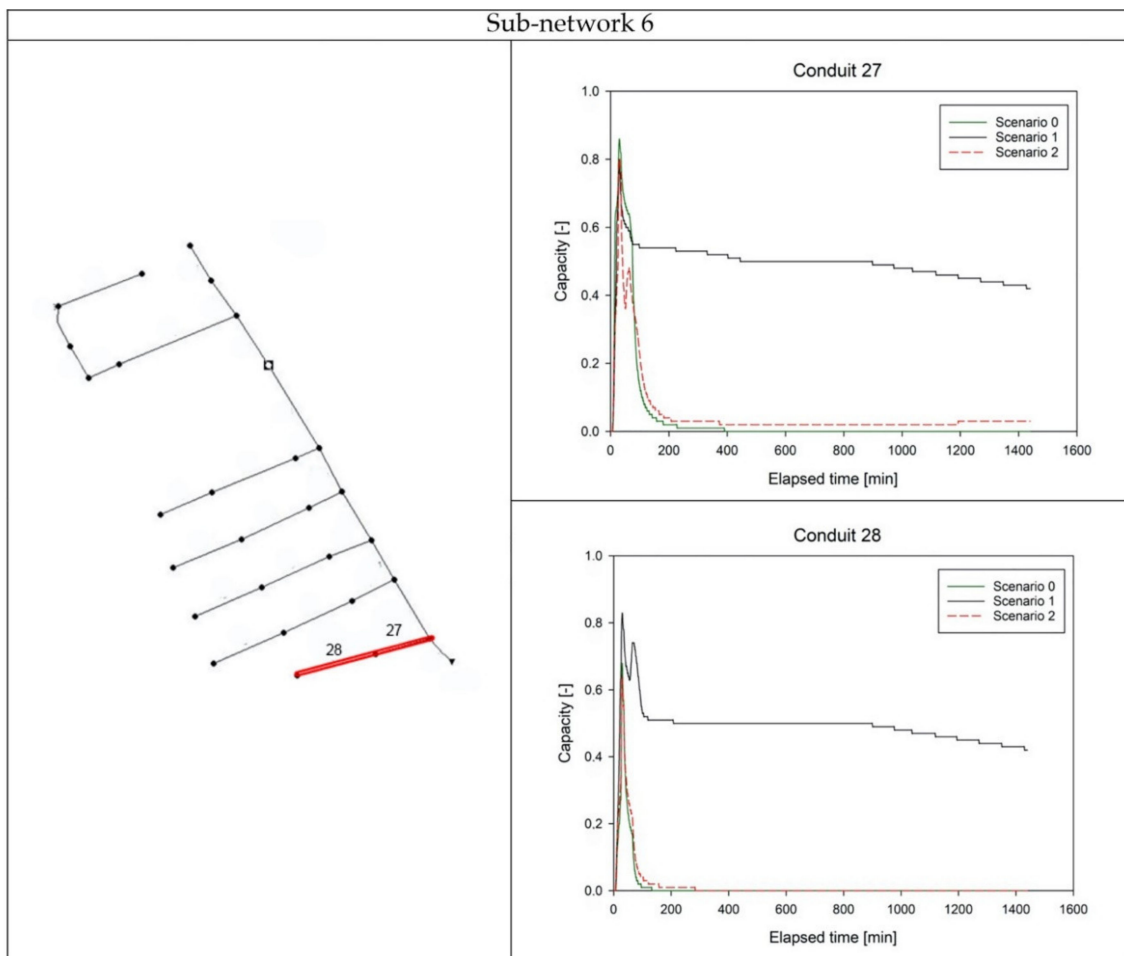 Sub-network 6
27
28
Conduit 27
1.0
0.8
0.6
0.4
0.2
0.0
Capacity [-]
Scenario 0
Scenario 1
Scenario 2
0 200 400 600 800 1000 1200 1400 1600
Elapsed time [min]
Conduit 28
1.0
0.8
0.6
0.4
0.2
0.0
Capacity [-]
Scenario 0
Scenario 1
Scenario 2
0 200 400 600 800 1000 1200 1400 1600
Elapsed time [min]